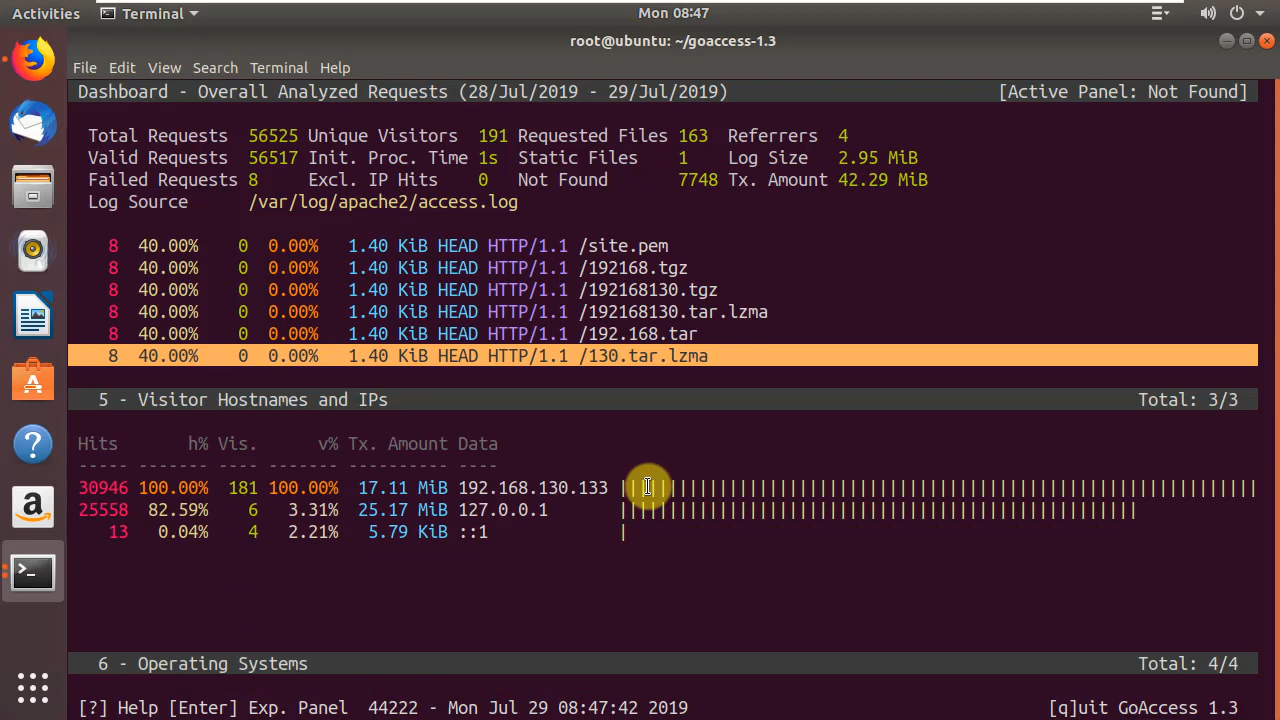 Activities Terminal Mon 08:47
root@ubuntu: ~/goaccess-1.3
File Edit View Search Terminal Help
Dashboard - Overall Analyzed Requests (28/Jul/2019 - 29/Jul/2019) [Active Panel: Not Found]
Total Requests 56525 Unique Visitors 191 Requested Files 163 Referrers 4
Valid Requests 56517 Init. Proc. Time 1s Static Files 1 Log Size 2.95 MiB
Failed Requests 8 Excl. IP Hits 0 Not Found 7748 Tx. Amount 42.29 MiB
Log Source /var/log/apache2/access.log
8 40.00% 0 0.00% 1.40 KiB HEAD HTTP/1.1 /site.pem
8 40.00% 0 0.00% 1.40 KiB HEAD HTTP/1.1 /192168.tgz
8 40.00% 0 0.00% 1.40 KiB HEAD HTTP/1.1 /192168130.tgz
8 40.00% 0 0.00% 1.40 KiB HEAD HTTP/1.1 /192168130.tar.lzma
8 40.00% 0 0.00% 1.40 KiB HEAD HTTP/1.1 /192.168.tar
8 40.00% 0 0.00% 1.40 KiB HEAD HTTP/1.1 /130.tar.lzma
5 - Visitor Hostnames and IPs Total: 3/3
Hits h% Vis. v% Tx. Amount Data
----- ------- ---- ------- ---------- ----
30946 100.00% 181 100.00% 17.11 MiB 192.168.130.133 ||||||||||||||||||||||||||||||||||||||||||||||||||||||||||||||||
25558 82.59% 6 3.31% 25.17 MiB 127.0.0.1 ||||||||||||||||||||||||||||||||||||||||||||||||||||
13 0.04% 4 2.21% 5.79 KiB ::1 |
6 - Operating Systems Total: 4/4
[?] Help [Enter] Exp. Panel 44222 - Mon Jul 29 08:47:42 2019 [q]uit GoAccess 1.3